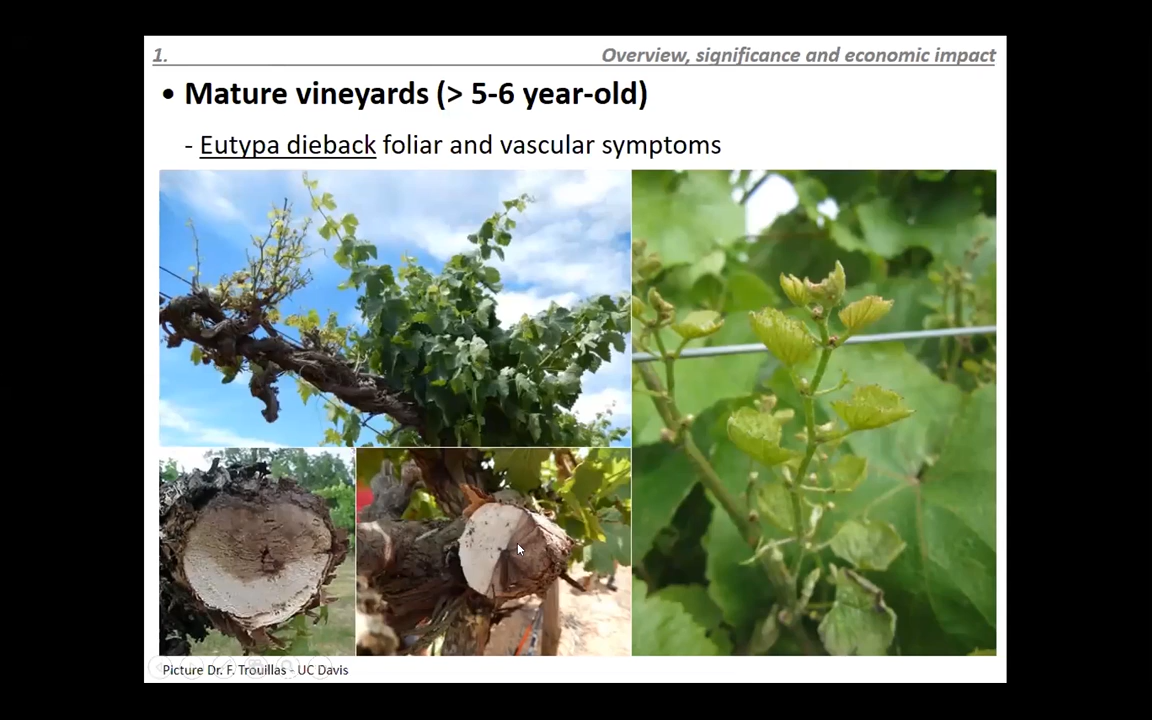 1.
Overview, significance and economic impact
• Mature vineyards (> 5-6 year-old)
- Eutypa dieback foliar and vascular symptoms
Picture Dr. F. Trouillas - UC Davis